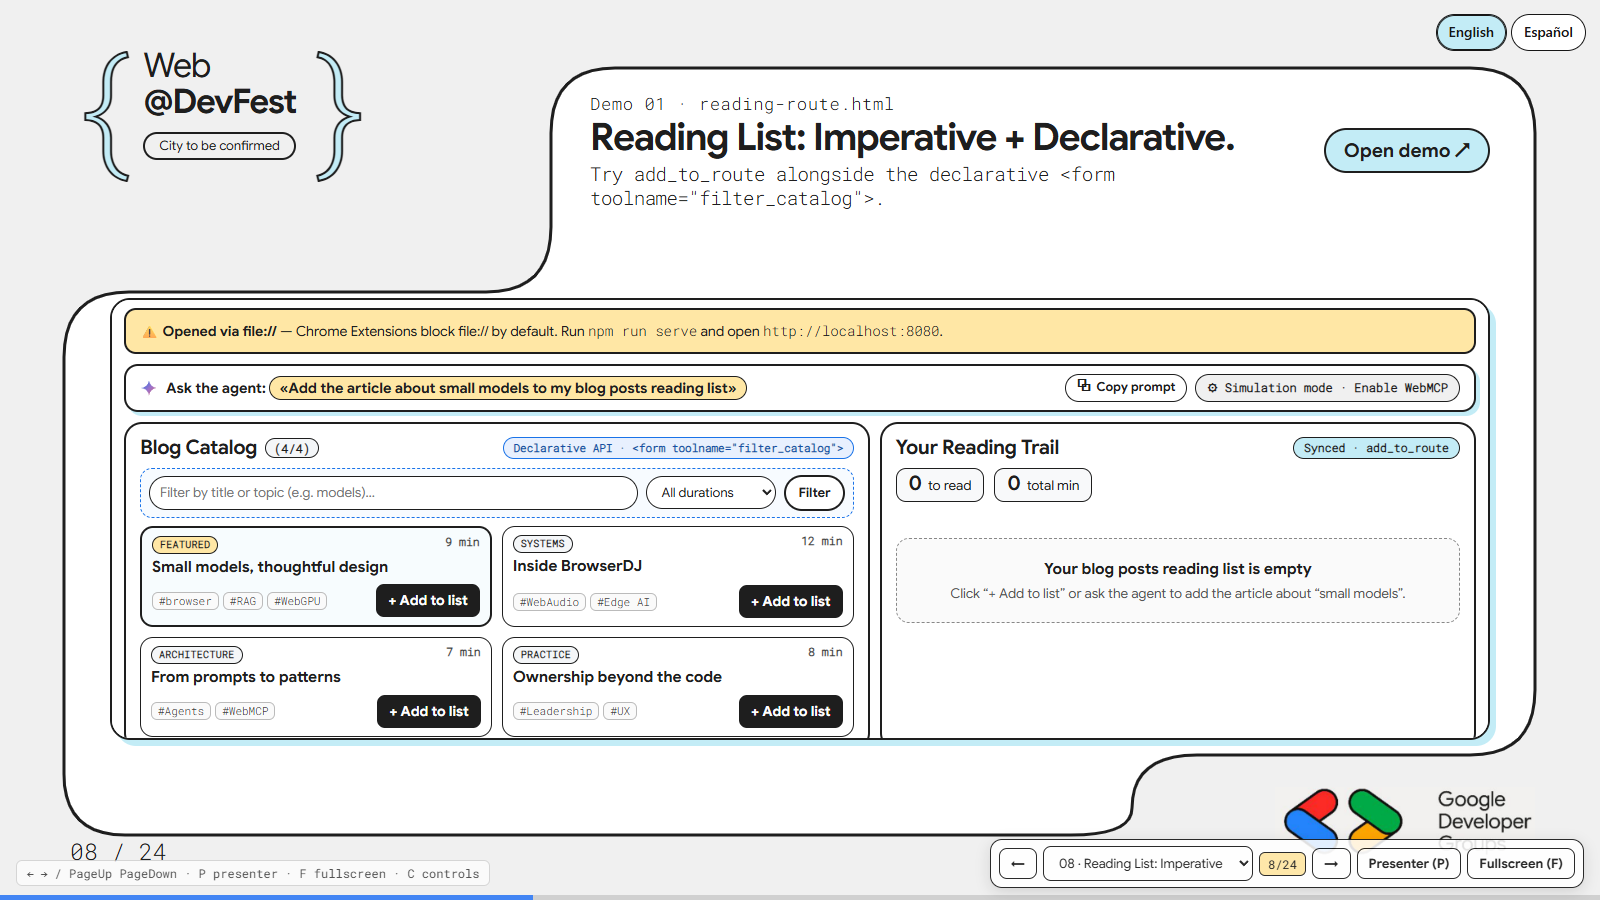 English
Español
Web
@DevFest
City to be confirmed
Demo 01 · reading-route.html
Reading List: Imperative + Declarative.
Try add_to_route alongside the declarative <form
toolname="filter_catalog">.
Open demo ↗
⚠️ Opened via file:// — Chrome Extensions block file:// by default. Run npm run serve and open http://localhost:8080.
Ask the agent: «Add the article about small models to my blog posts reading list»
Copy prompt
⚙ Simulation mode · Enable WebMCP
Blog Catalog (4/4)
Declarative API · <form toolname="filter_catalog">
Filter by title or topic (e.g. models)...
All durations
Filter
FEATURED
9 min
Small models, thoughtful design
#browser #RAG #WebGPU
+ Add to list
SYSTEMS
12 min
Inside BrowserDJ
#WebAudio #Edge AI
+ Add to list
ARCHITECTURE
7 min
From prompts to patterns
#Agents #WebMCP
+ Add to list
PRACTICE
8 min
Ownership beyond the code
#Leadership #UX
+ Add to list
Your Reading Trail
Synced · add_to_route
0 to read
0 total min
Your blog posts reading list is empty
Click “+ Add to list” or ask the agent to add the article about “small models”.
Google
Developer
Groups
08 / 24
← → / PageUp PageDown · P presenter · F fullscreen · C controls
←
08 · Reading List: Imperative
8/24
→
Presenter (P)
Fullscreen (F)